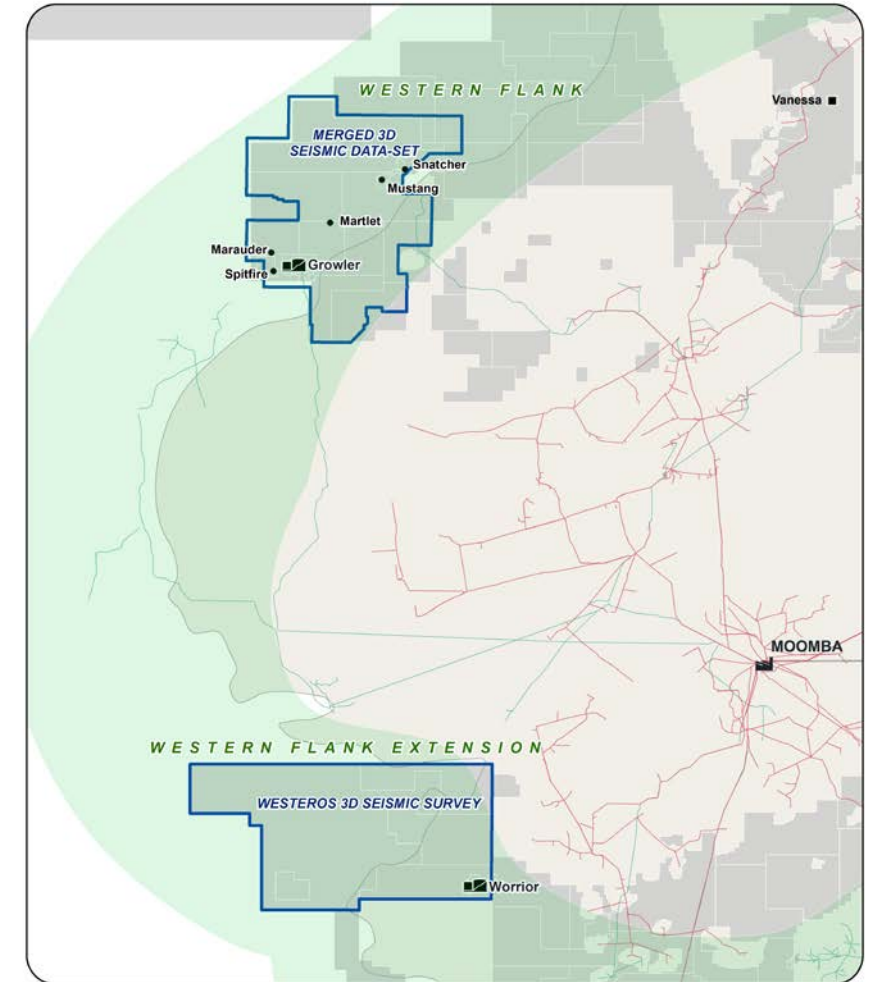 WESTERN FLANK
Vanessa
MERGED 3D
SEISMIC DATA-SET
Snatcher
Mustang
Martlet
Marauder
Growler
Spitfire
MOOMBA
WESTERN FLANK EXTENSION
WESTEROS 3D SEISMIC SURVEY
Worrior